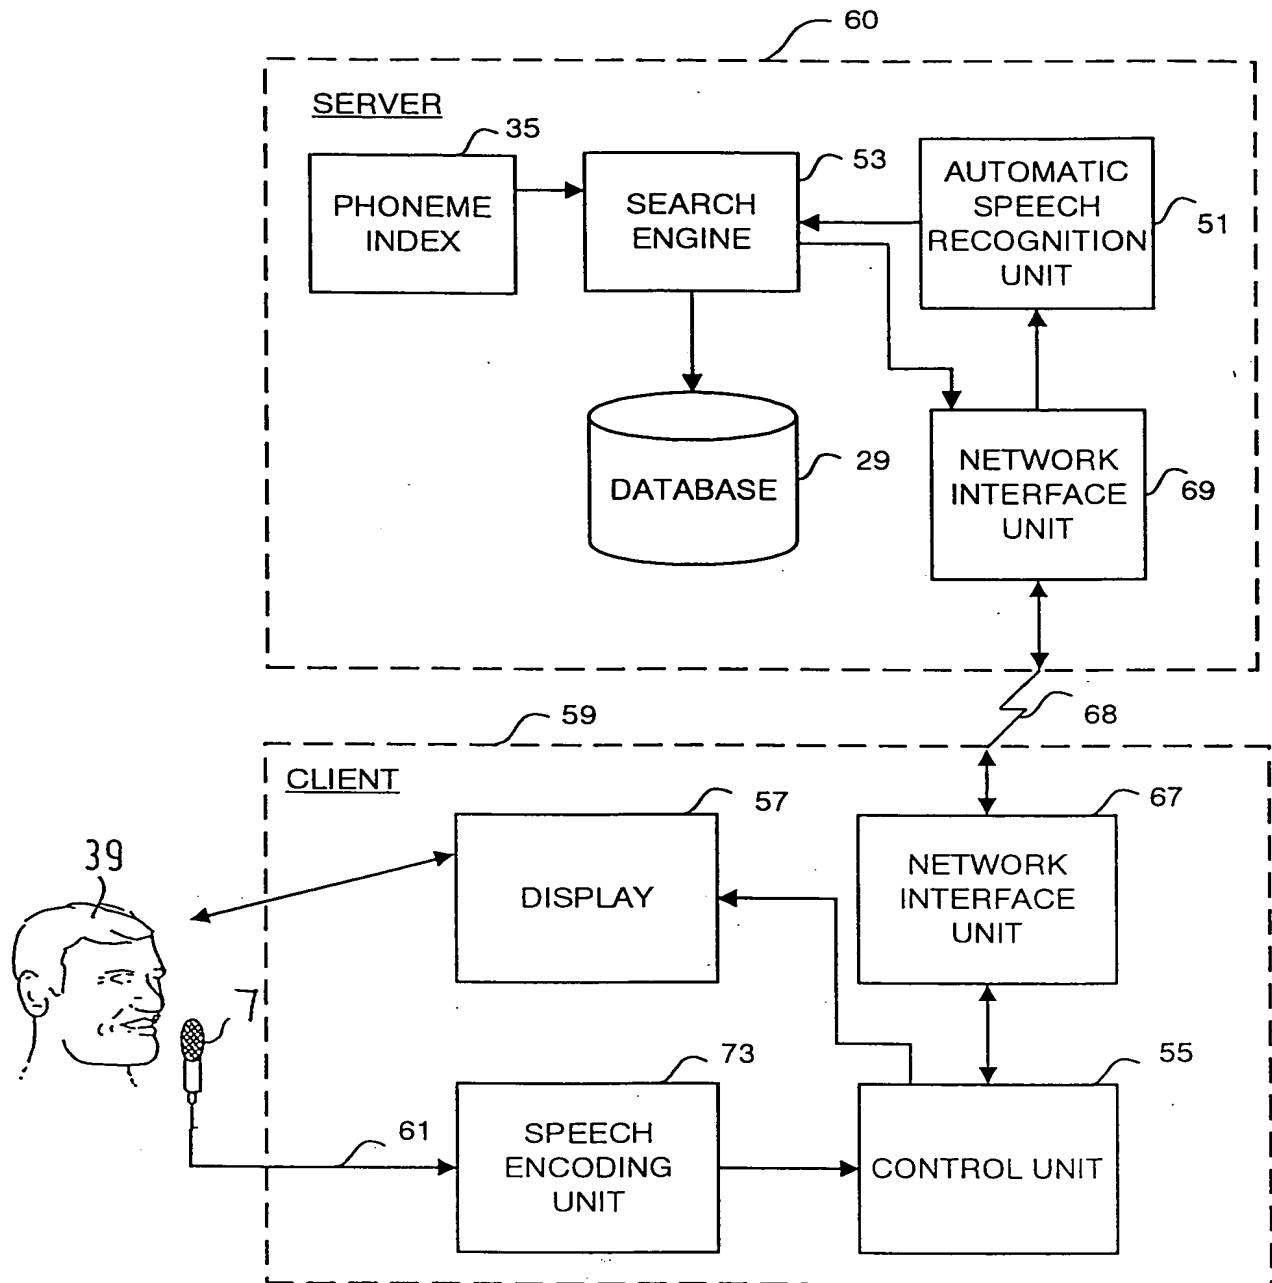 60
SERVER
35
PHONEME
INDEX
53
SEARCH
ENGINE
AUTOMATIC
SPEECH
RECOGNITION
UNIT
51
DATABASE
29
NETWORK
INTERFACE
UNIT
69
68
59
CLIENT
57
DISPLAY
67
NETWORK
INTERFACE
UNIT
39
7
61
73
SPEECH
ENCODING
UNIT
55
CONTROL UNIT